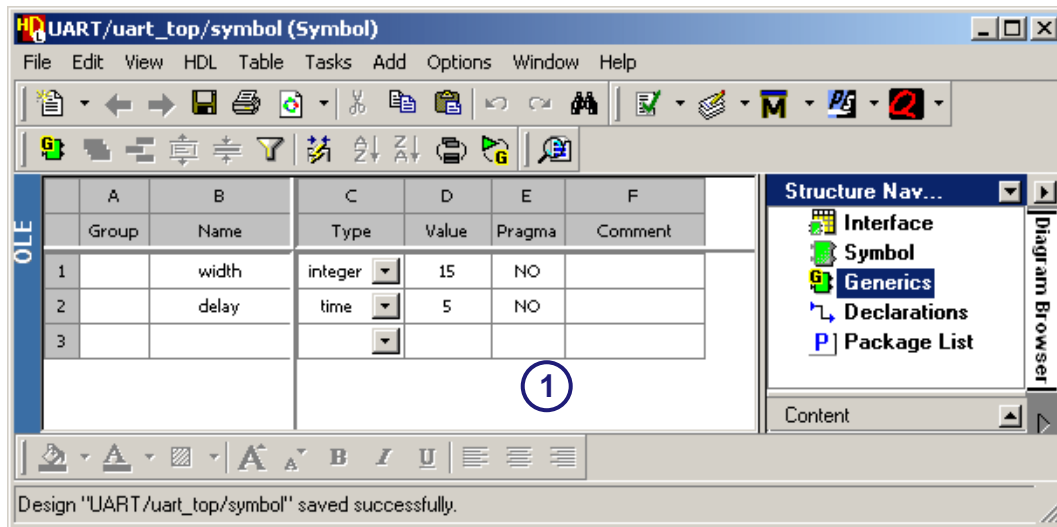 UART/uart_top/symbol (Symbol)
File Edit View HDL Table Tasks Add Options Window Help
A B C D E F
Group Name Type Value Pragma Comment
1 width integer 15 NO
2 delay time 5 NO
3
1
OLE
Structure Nav...
Interface
Symbol
Generics
Declarations
Package List
Content
Diagram Browser
Design "UART/uart_top/symbol" saved successfully.